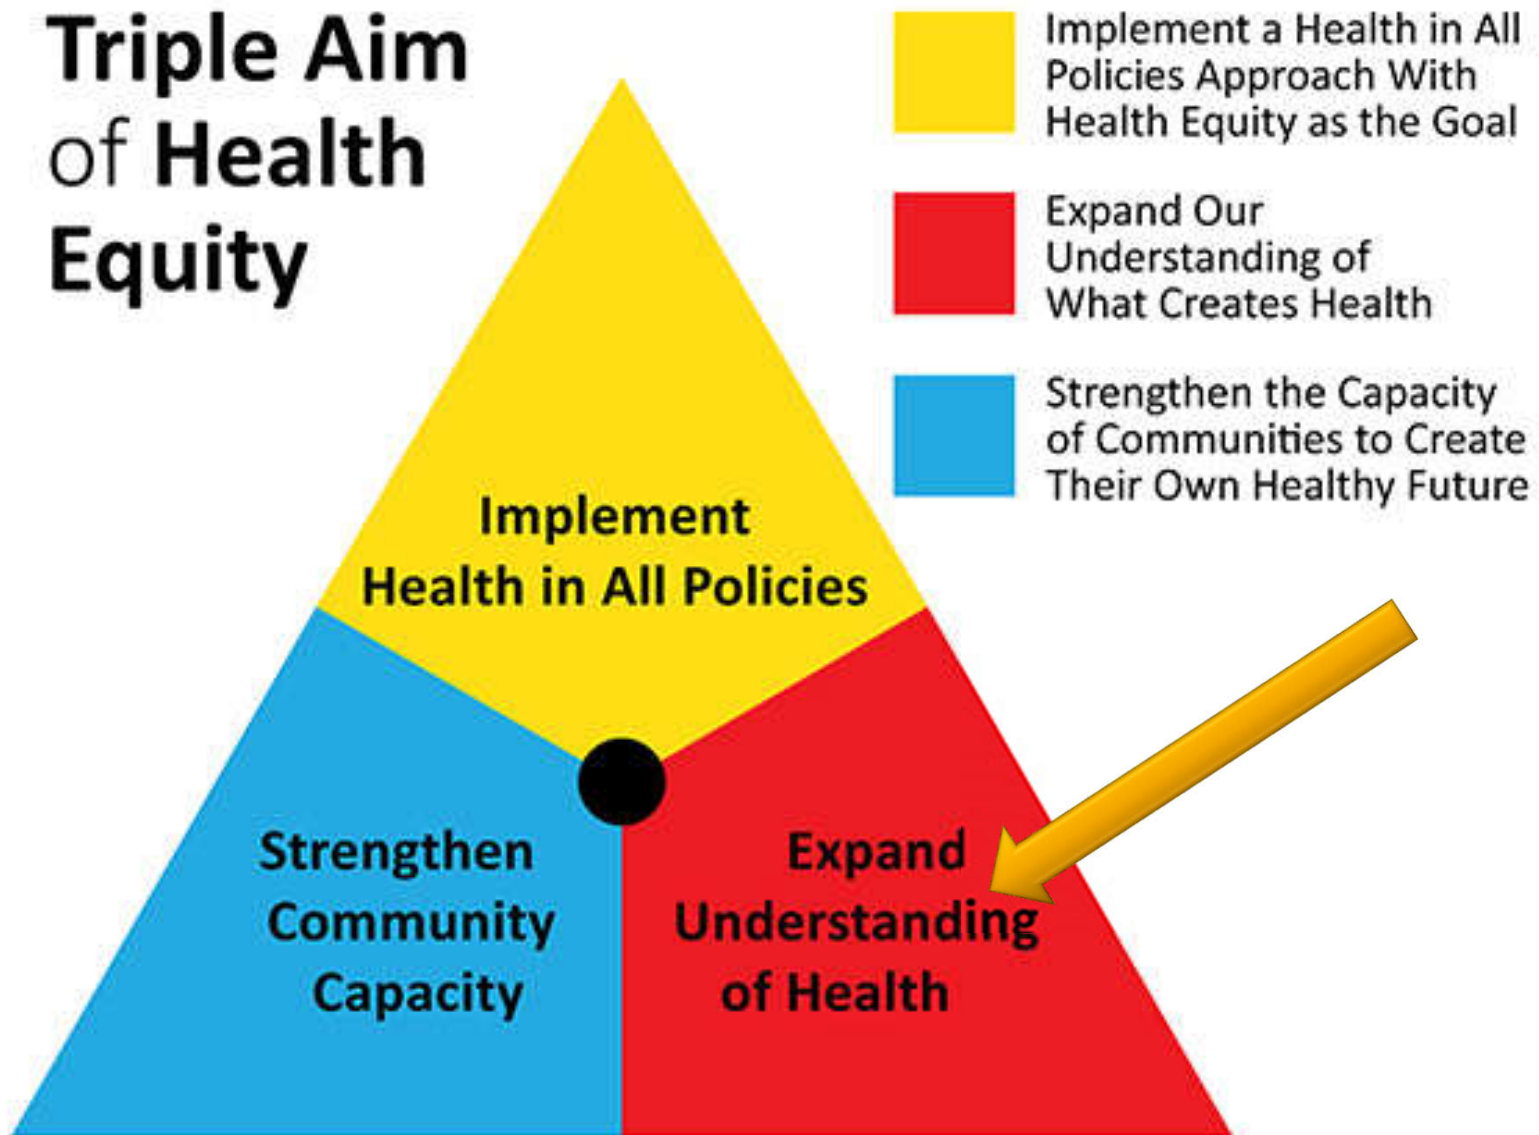 Triple Aim
of Health
Equity
Implement a Health in All
Policies Approach With
Health Equity as the Goal
Expand Our
Understanding of
What Creates Health
Strengthen the Capacity
of Communities to Create
Their Own Healthy Future
Implement
Health in All Policies
Strengthen
Community
Capacity
Expand
Understanding
of Health